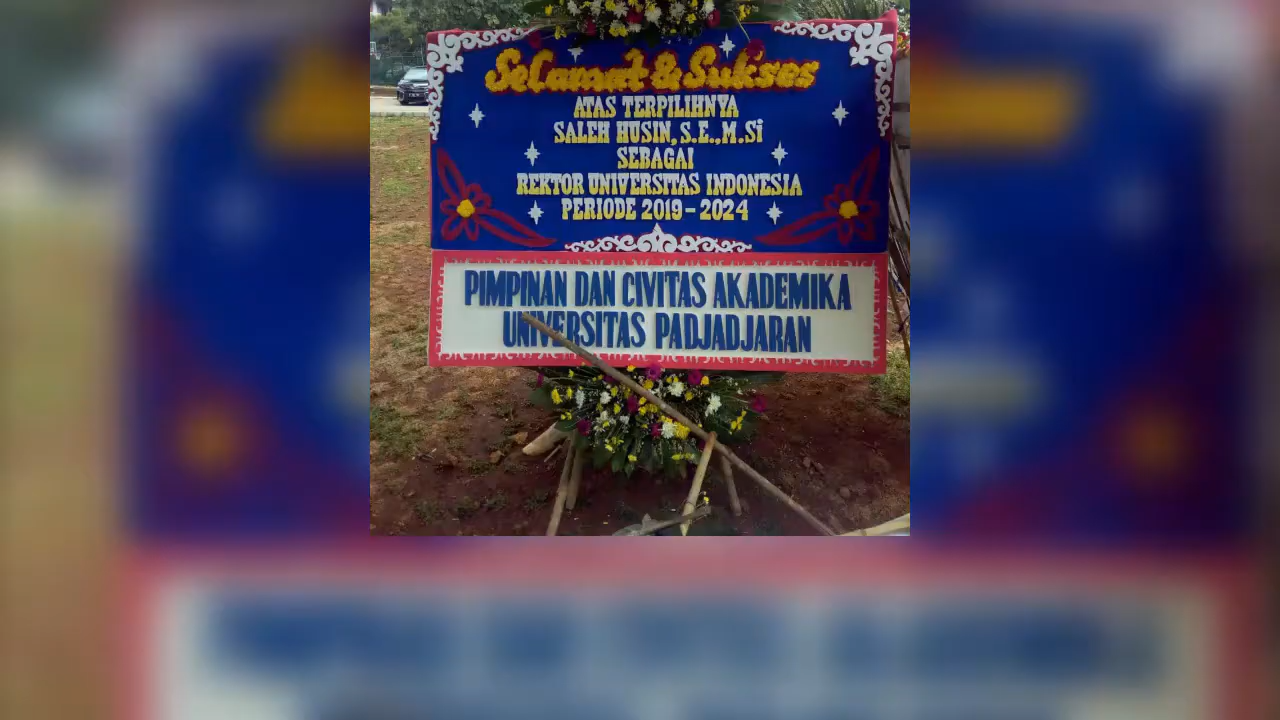 Selamat & Sukses
ATAS TERPILIHNYA
SALEH HUSIN, S.E., M.Si
SEBAGAI
REKTOR UNIVERSITAS INDONESIA
PERIODE 2019 - 2024
PIMPINAN DAN CIVITAS AKADEMIKA
UNIVERSITAS PADJADJARAN